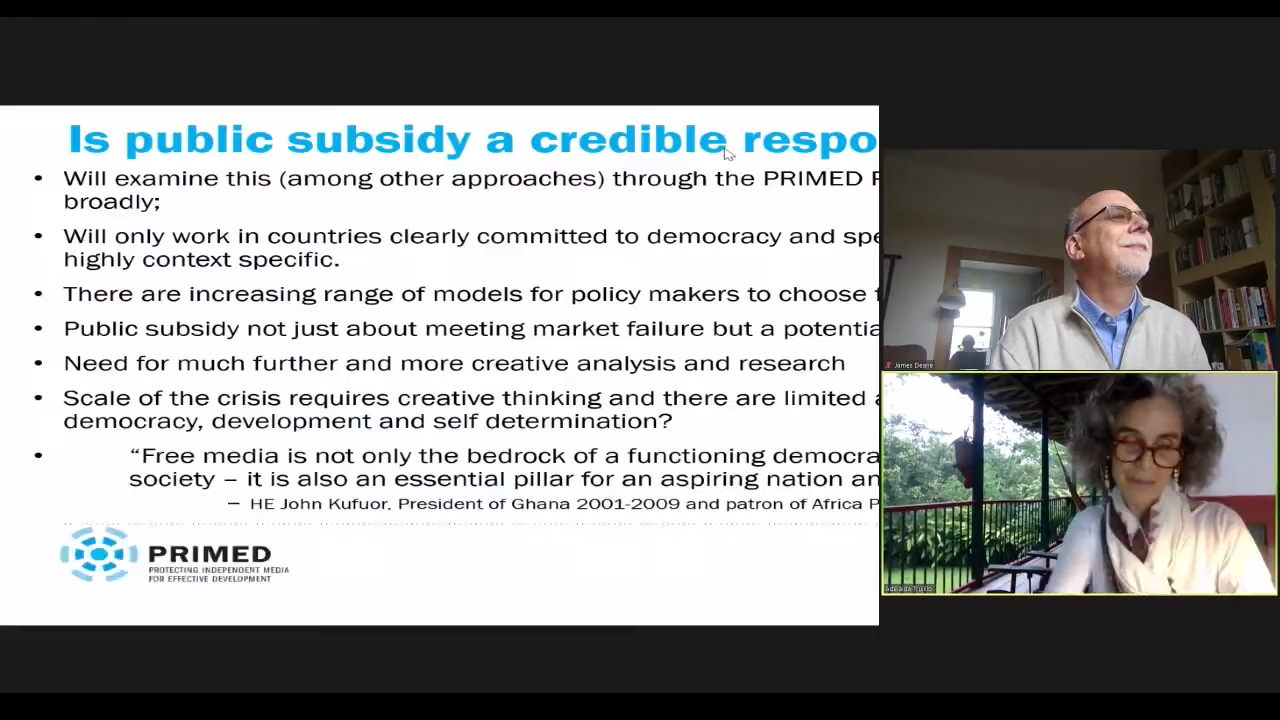 Is public subsidy a credible respo
• Will examine this (among other approaches) through the PRIMED
broadly;
• Will only work in countries clearly committed to democracy and spe
highly context specific.
• There are increasing range of models for policy makers to choose
• Public subsidy not just about meeting market failure but a potentia
• Need for much further and more creative analysis and research
• Scale of the crisis requires creative thinking and there are limited
democracy, development and self determination?
• “Free media is not only the bedrock of a functioning democra
society – it is also an essential pillar for an aspiring nation an
– HE John Kufuor, President of Ghana 2001-2009 and patron of Africa P
PRIMED
PROTECTING INDEPENDENT MEDIA
FOR EFFECTIVE DEVELOPMENT
James Deane
Adelaida Trujillo